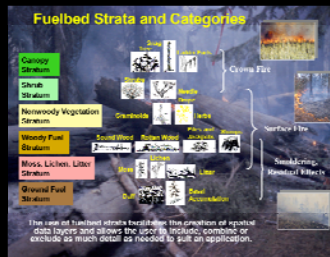 Fuelbed Strata and Categories
Snag
Canopy
Stratum
Crown Fire
Shrub
Stratum
Needle
Nonwoody Vegetation
Stratum
Graminoids
Herbs
Surface Fire
Woody Fuel
Stratum
Sound Wood
Rotten Wood
Smoldering,
Residual Effects
Moss, Lichen, Litter
Stratum
Lichen
Moss
Litter
Ground Fuel
Stratum
Duff
Basal
Accumulation
The use of fuelbed strata facilitates the creation of spatial
data layers and allows the user to include, combine or
exclude as much detail as needed to suit an application.